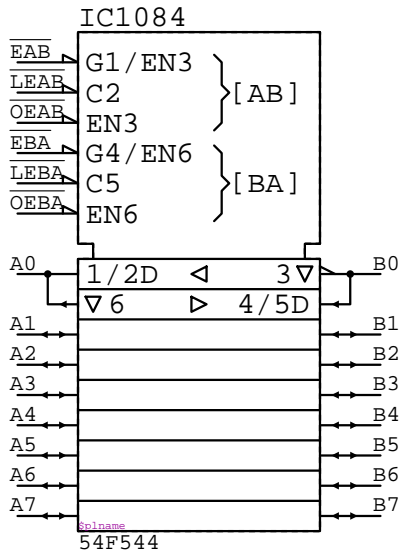 IC1084
EAB
G1/EN3
LEAB
C2
[AB]
OEAB
EN3
EBA
G4/EN6
LEBA
C5
[BA]
OEBA
EN6
A0 1/2D ◁ 3 ▽ B0
▽ 6 ▷ 4/5D
A1 B1
A2 B2
A3 B3
A4 B4
A5 B5
A6 B6
A7 B7
$plname
54F544